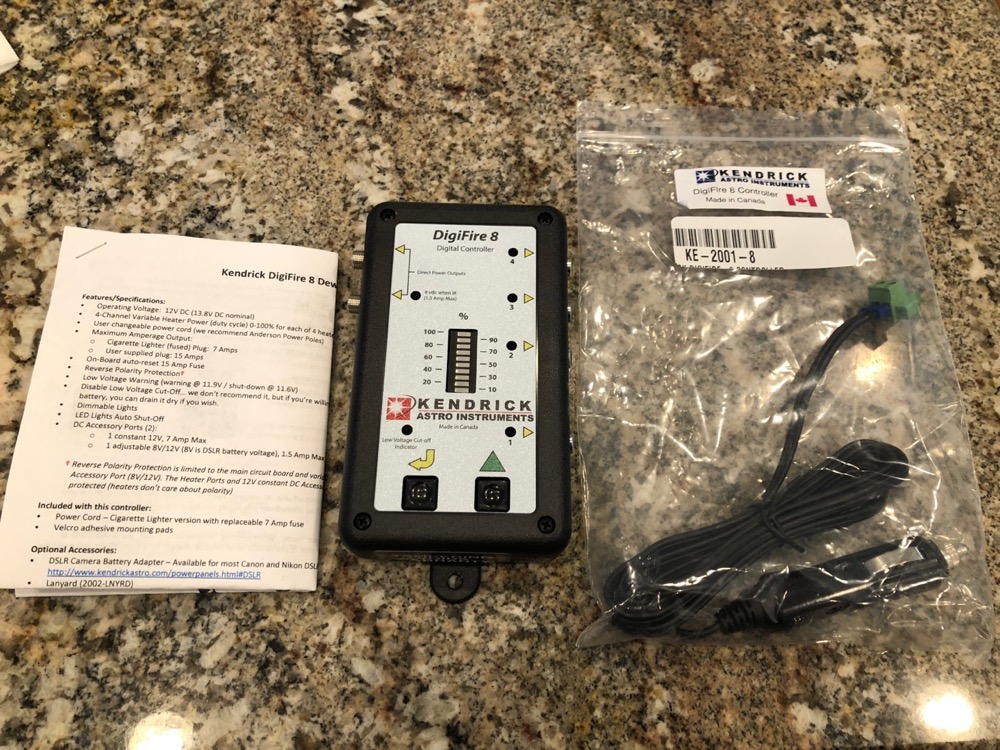 Kendrick DigiFire 8 Dew
Features/Specifications:
• Operating Voltage: 12V DC (13.8V DC nominal)
• 4-Channel Variable Heater Power (duty cycle) 0-100% for each of 4 heate
• User changeable power cord (we recommend Anderson Power Poles)
• Maximum Amperage Output:
o Cigarette Lighter (fused) Plug: 7 Amps
o User supplied plug: 15 Amps
• On-Board auto-reset 15 Amp Fuse
• Reverse Polarity Protection†
• Low Voltage Warning (warning @ 11.9V / shut-down @ 11.6V)
• Disable Low Voltage Cut-Off... we don't recommend it, but if you're willin
battery, you can drain it dry if you wish.
• Dimmable Lights
• LED Lights Auto Shut-Off
• DC Accessory Ports (2):
o 1 constant 12V, 7 Amp Max
o 1 adjustable 8V/12V (8V is DSLR battery voltage), 1.5 Amp Max
† Reverse Polarity Protection is limited to the main circuit board and vari
Accessory Port (8V/12V). The Heater Ports and 12V constant DC Access
protected (heaters don't care about polarity)
Included with this controller:
• Power Cord – Cigarette Lighter version with replaceable 7 Amp fuse
• Velcro adhesive mounting pads
Optional Accessories:
• DSLR Camera Battery Adapter – Available for most Canon and Nikon DSL
http://www.kendrickastro.com/powerpanels.html#DSLR
• Lanyard (2002-LNYRD)
DigiFire 8
Digital Controller
4
Direct Power Outputs
8 vdc when lit
(1.5 Amp Max)
3
%
100
90
80
70
60
50
40
30
20
10
2
KENDRICK
ASTRO INSTRUMENTS
Made in Canada
1
Low Voltage Cut-off
Indicator
KENDRICK
ASTRO INSTRUMENTS
DigiFire 8 Controller
Made in Canada
KE-2001-8